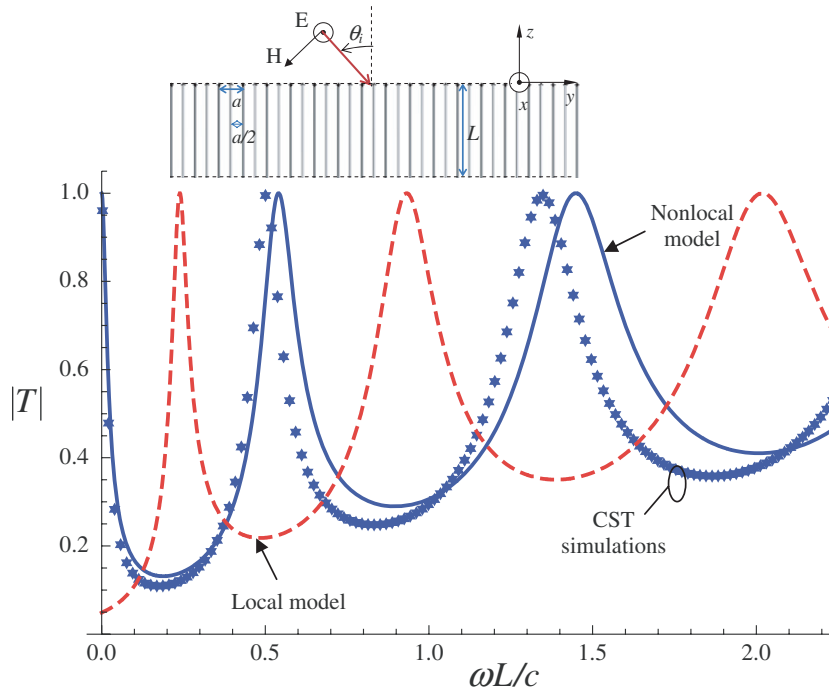 E
θi
H
z
y
x
a
a/2
L
1.0
0.8
0.6
0.4
0.2
|T|
Nonlocal
model
CST
simulations
Local model
0.0
0.5
1.0
1.5
2.0
ωL/c